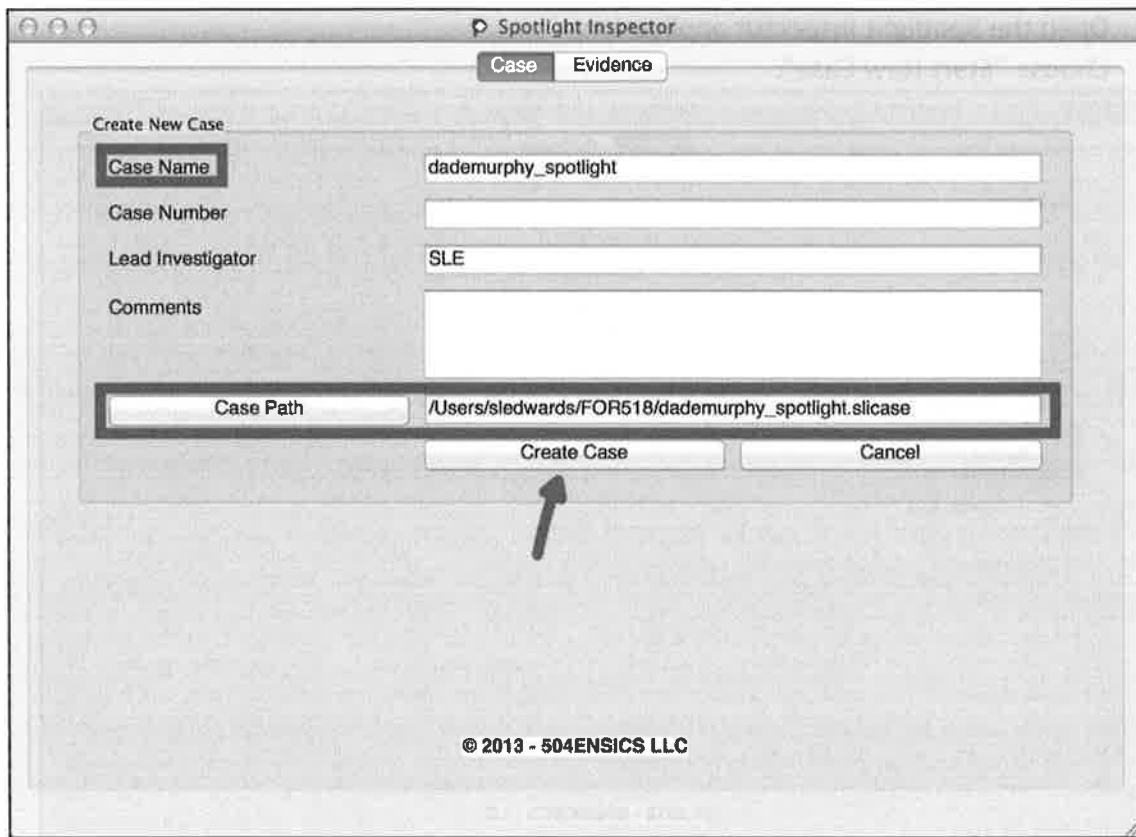 Spotlight Inspector
Case Evidence
Create New Case
Case Name dademurphy_spotlight
Case Number
Lead Investigator SLE
Comments
Case Path /Users/sledwards/FOR518/dademurphy_spotlight.slicase
Create Case Cancel
© 2013 - 504ENSICS LLC